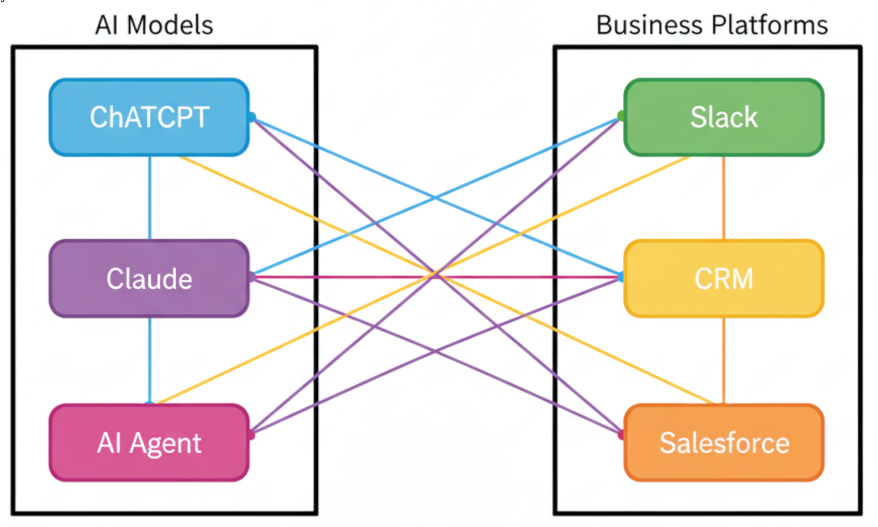 AI Models
Business Platforms
ChATCPT
Slack
Claude
CRM
AI Agent
Salesforce